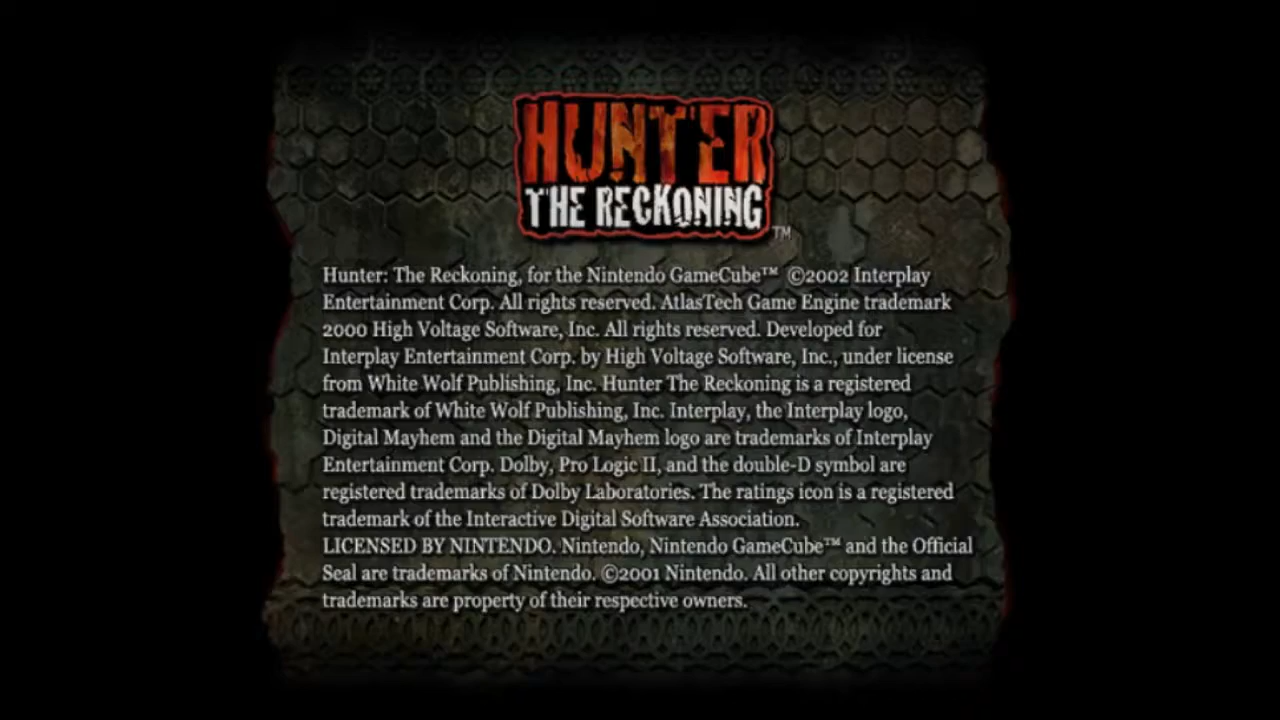 HUNTER
THE RECKONING
TM
Hunter: The Reckoning, for the Nintendo GameCube™ ©2002 Interplay
Entertainment Corp. All rights reserved. AtlasTech Game Engine trademark
2000 High Voltage Software, Inc. All rights reserved. Developed for
Interplay Entertainment Corp. by High Voltage Software, Inc., under license
from White Wolf Publishing, Inc. Hunter The Reckoning is a registered
trademark of White Wolf Publishing, Inc. Interplay, the Interplay logo,
Digital Mayhem and the Digital Mayhem logo are trademarks of Interplay
Entertainment Corp. Dolby, Pro Logic II, and the double-D symbol are
registered trademarks of Dolby Laboratories. The ratings icon is a registered
trademark of the Interactive Digital Software Association.
LICENSED BY NINTENDO. Nintendo, Nintendo GameCube™ and the Official
Seal are trademarks of Nintendo. ©2001 Nintendo. All other copyrights and
trademarks are property of their respective owners.